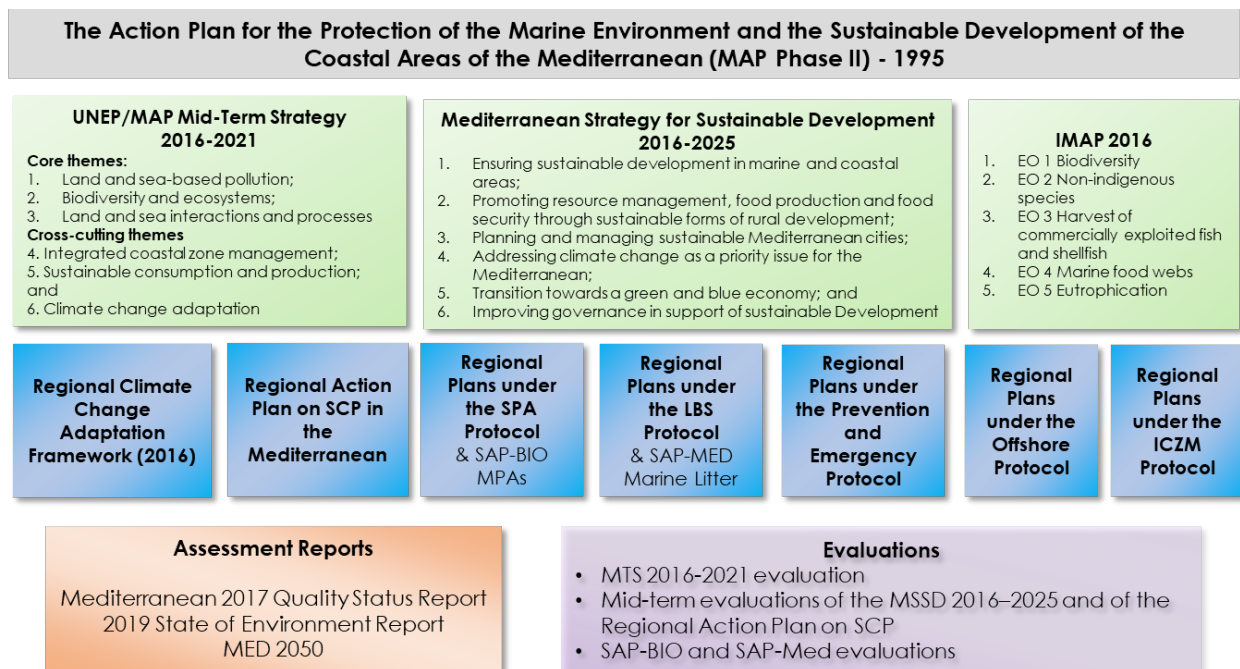 The Action Plan for the Protection of the Marine Environment and the Sustainable Development of the
Coastal Areas of the Mediterranean (MAP Phase II) - 1995
UNEP/MAP Mid-Term Strategy
2016-2021
Core themes:
1. Land and sea-based pollution;
2. Biodiversity and ecosystems;
3. Land and sea interactions and processes
Cross-cutting themes
4. Integrated coastal zone management;
5. Sustainable consumption and production;
and
6. Climate change adaptation
Mediterranean Strategy for Sustainable Development
2016-2025
1. Ensuring sustainable development in marine and coastal
areas;
2. Promoting resource management, food production and food
security through sustainable forms of rural development;
3. Planning and managing sustainable Mediterranean cities;
4. Addressing climate change as a priority issue for the
Mediterranean;
5. Transition towards a green and blue economy; and
6. Improving governance in support of sustainable Development
IMAP 2016
1. EO 1 Biodiversity
2. EO 2 Non-indigenous
species
3. EO 3 Harvest of
commercially exploited fish
and shellfish
4. EO 4 Marine food webs
5. EO 5 Eutrophication
Regional Climate
Change
Adaptation
Framework (2016)
Regional Action
Plan on SCP in
the
Mediterranean
Regional
Plans under
the SPA
Protocol
& SAP-BIO
MPAs
Regional
Plans under
the LBS
Protocol
& SAP-MED
Marine Litter
Regional
Plans under
the Prevention
and
Emergency
Protocol
Regional
Plans
under the
Offshore
Protocol
Regional
Plans
under the
ICZM
Protocol
Assessment Reports
Mediterranean 2017 Quality Status Report
2019 State of Environment Report
MED 2050
Evaluations
• MTS 2016-2021 evaluation
• Mid-term evaluations of the MSSD 2016–2025 and of the
Regional Action Plan on SCP
• SAP-BIO and SAP-Med evaluations